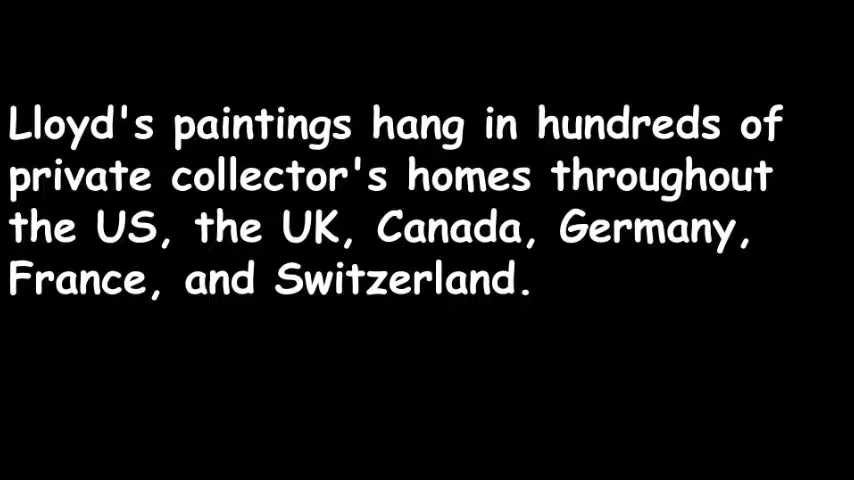 Lloyd's paintings hang in hundreds of
private collector's homes throughout
the US, the UK, Canada, Germany,
France, and Switzerland.